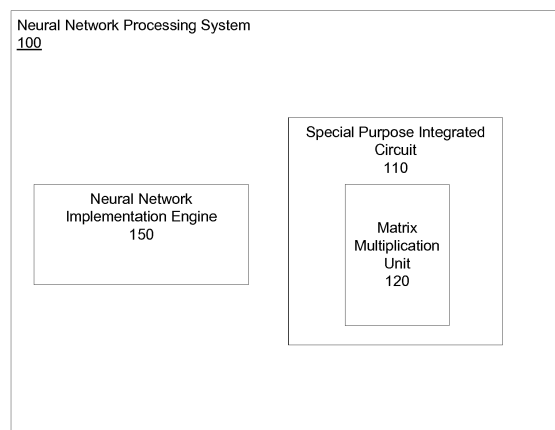 Neural Network Processing System
100
Special Purpose Integrated
Circuit
110
Neural Network
Implementation Engine
150
Matrix
Multiplication
Unit
120